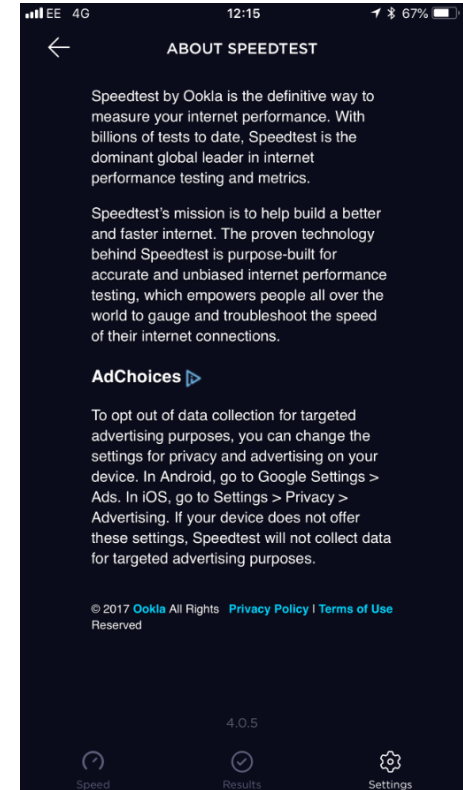 EE 4G 12:15 67%
ABOUT SPEEDTEST
Speedtest by Ookla is the definitive way to
measure your internet performance. With
billions of tests to date, Speedtest is the
dominant global leader in internet
performance testing and metrics.
Speedtest's mission is to help build a better
and faster internet. The proven technology
behind Speedtest is purpose-built for
accurate and unbiased internet performance
testing, which empowers people all over the
world to gauge and troubleshoot the speed
of their internet connections.
AdChoices
To opt out of data collection for targeted
advertising purposes, you can change the
settings for privacy and advertising on your
device. In Android, go to Google Settings >
Ads. In iOS, go to Settings > Privacy >
Advertising. If your device does not offer
these settings, Speedtest will not collect data
for targeted advertising purposes.
© 2017 Ookla All Rights Privacy Policy | Terms of Use
Reserved
4.0.5
Speed Results Settings